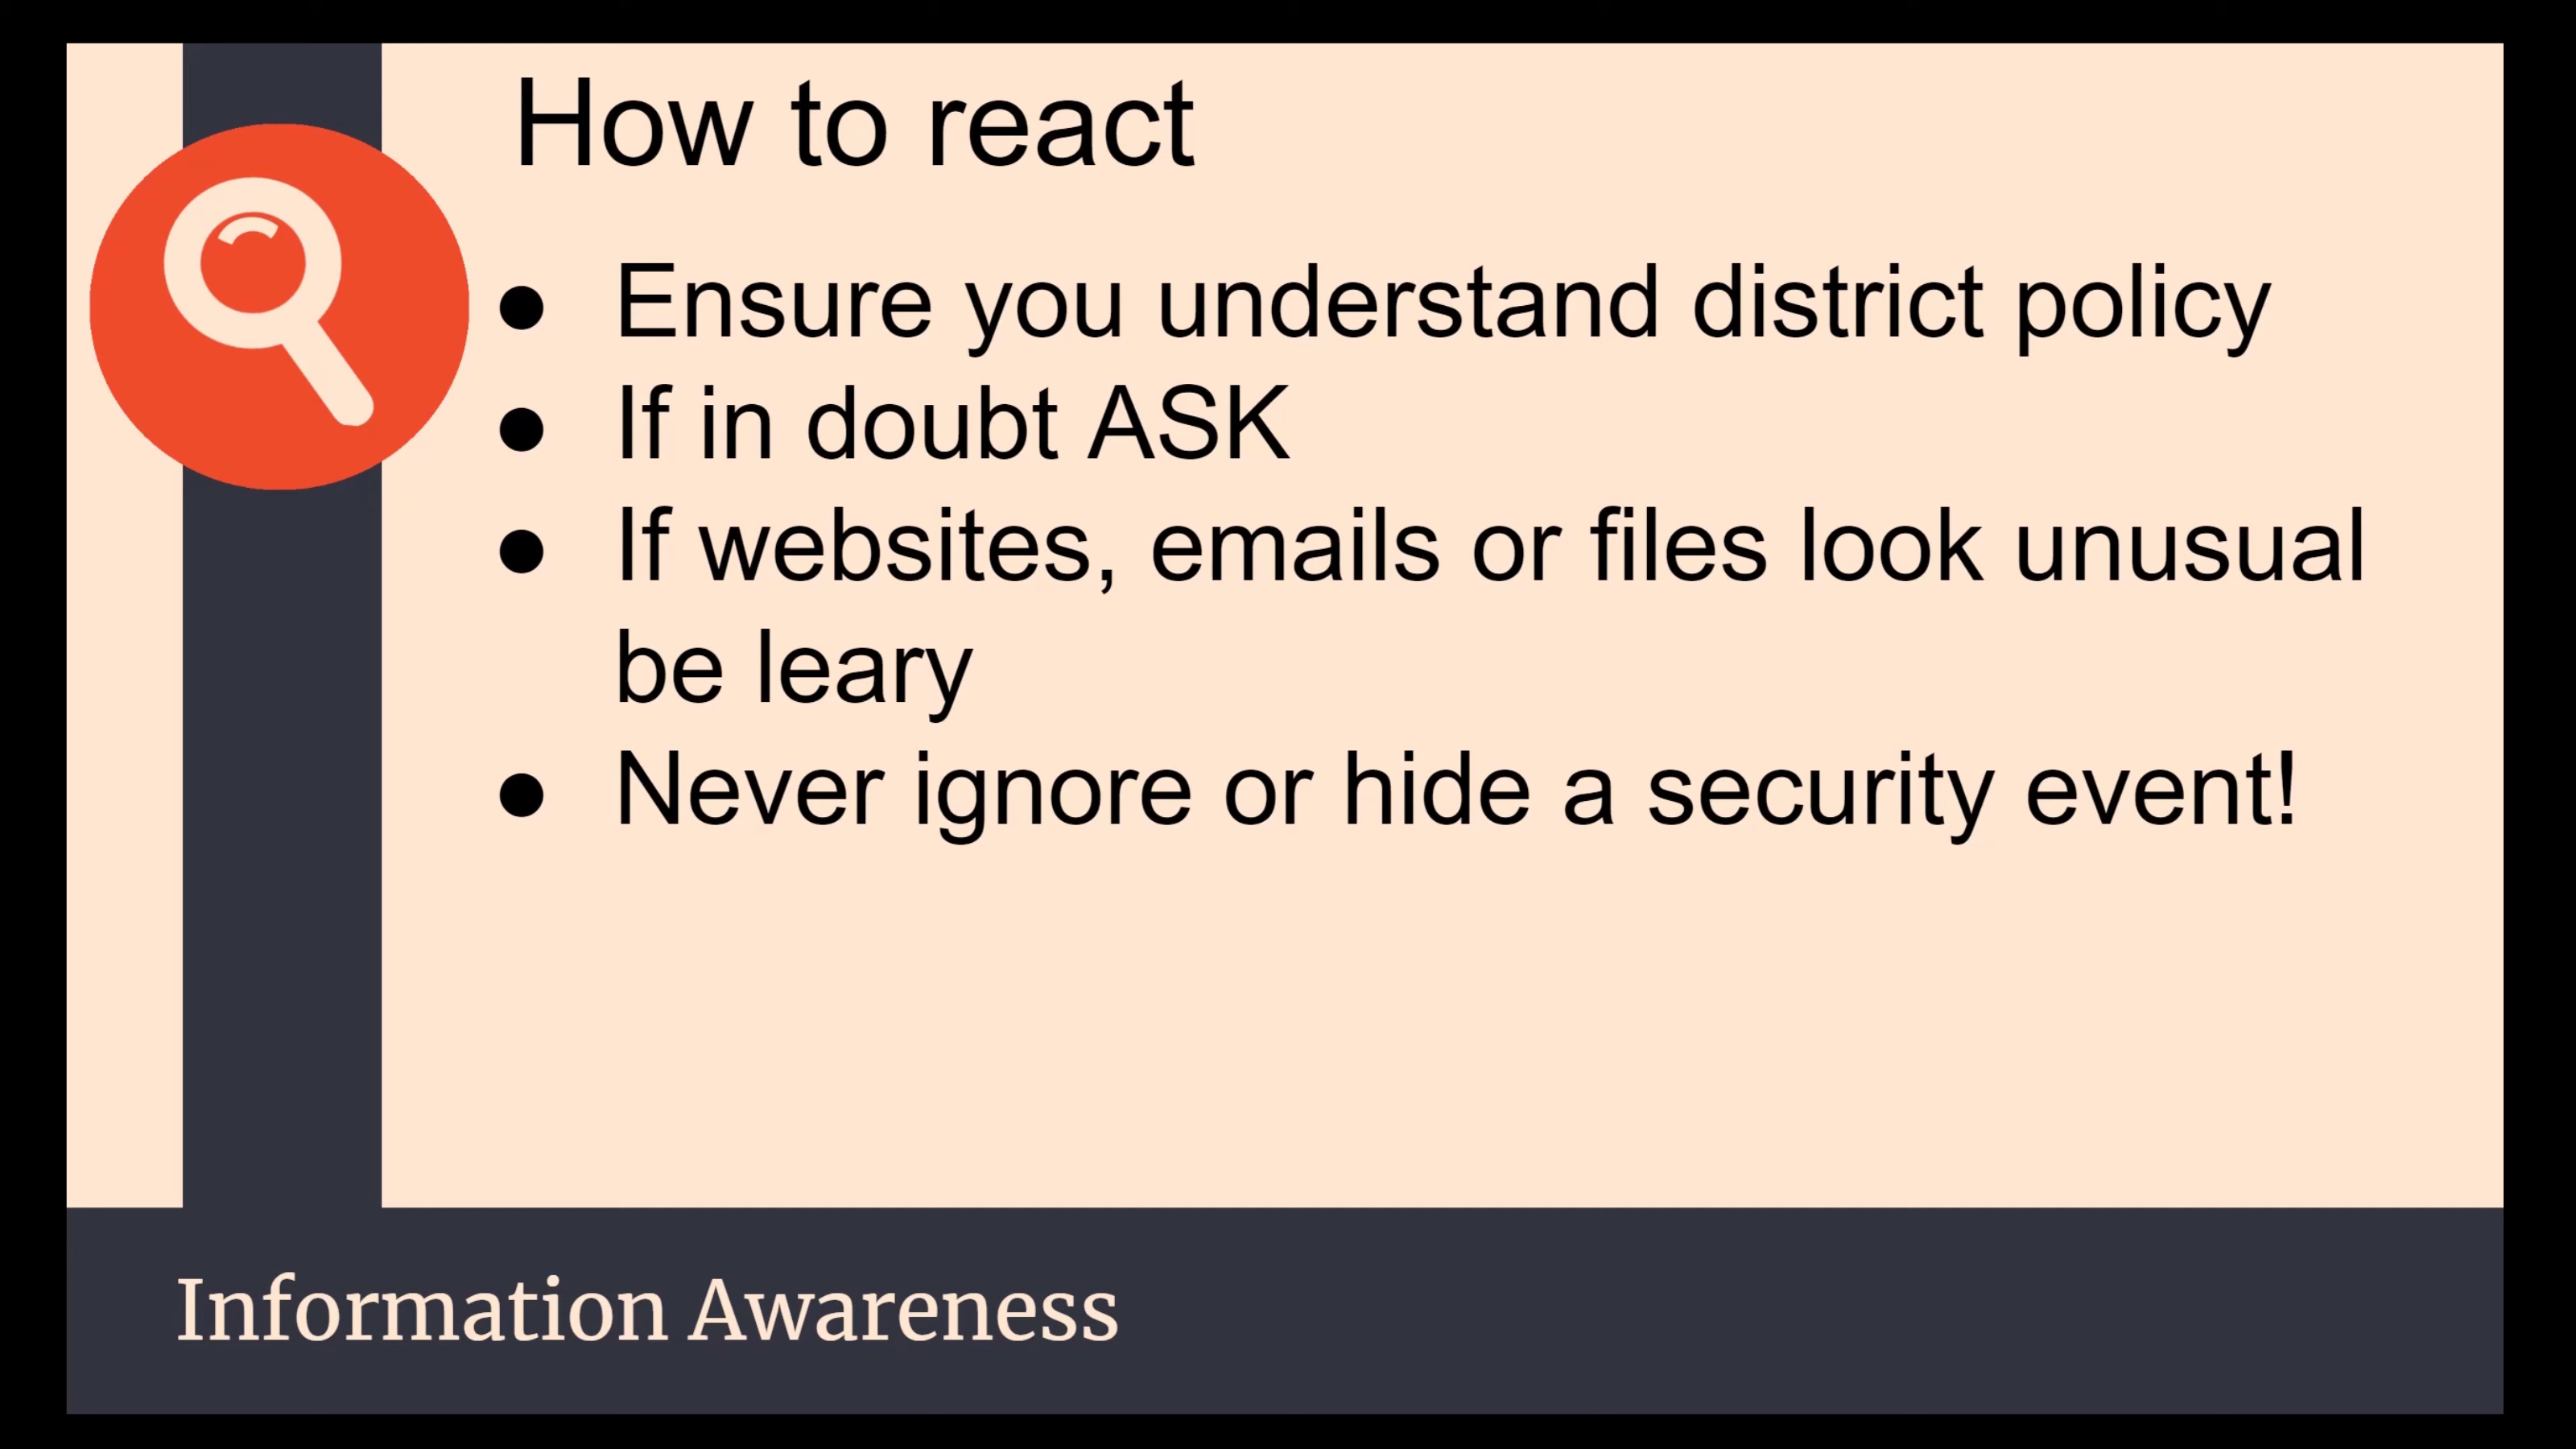 How to react
● Ensure you understand district policy
● If in doubt ASK
● If websites, emails or files look unusual
be leary
● Never ignore or hide a security event!
Information Awareness